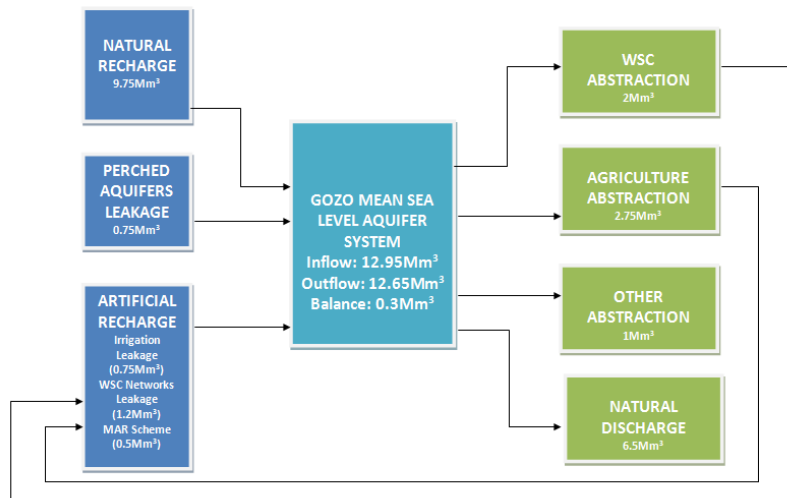 NATURAL
RECHARGE
9.75Mm³
PERCHED
AQUIFERS
LEAKAGE
0.75Mm³
ARTIFICIAL
RECHARGE
Irrigation
Leakage
(0.75Mm³)
WSC Networks
Leakage
(1.2Mm³)
MAR Scheme
(0.5Mm³)
GOZO MEAN SEA
LEVEL AQUIFER
SYSTEM
Inflow: 12.95Mm³
Outflow: 12.65Mm³
Balance: 0.3Mm³
WSC
ABSTRACTION
2Mm³
AGRICULTURE
ABSTRACTION
2.75Mm³
OTHER
ABSTRACTION
1Mm³
NATURAL
DISCHARGE
6.5Mm³